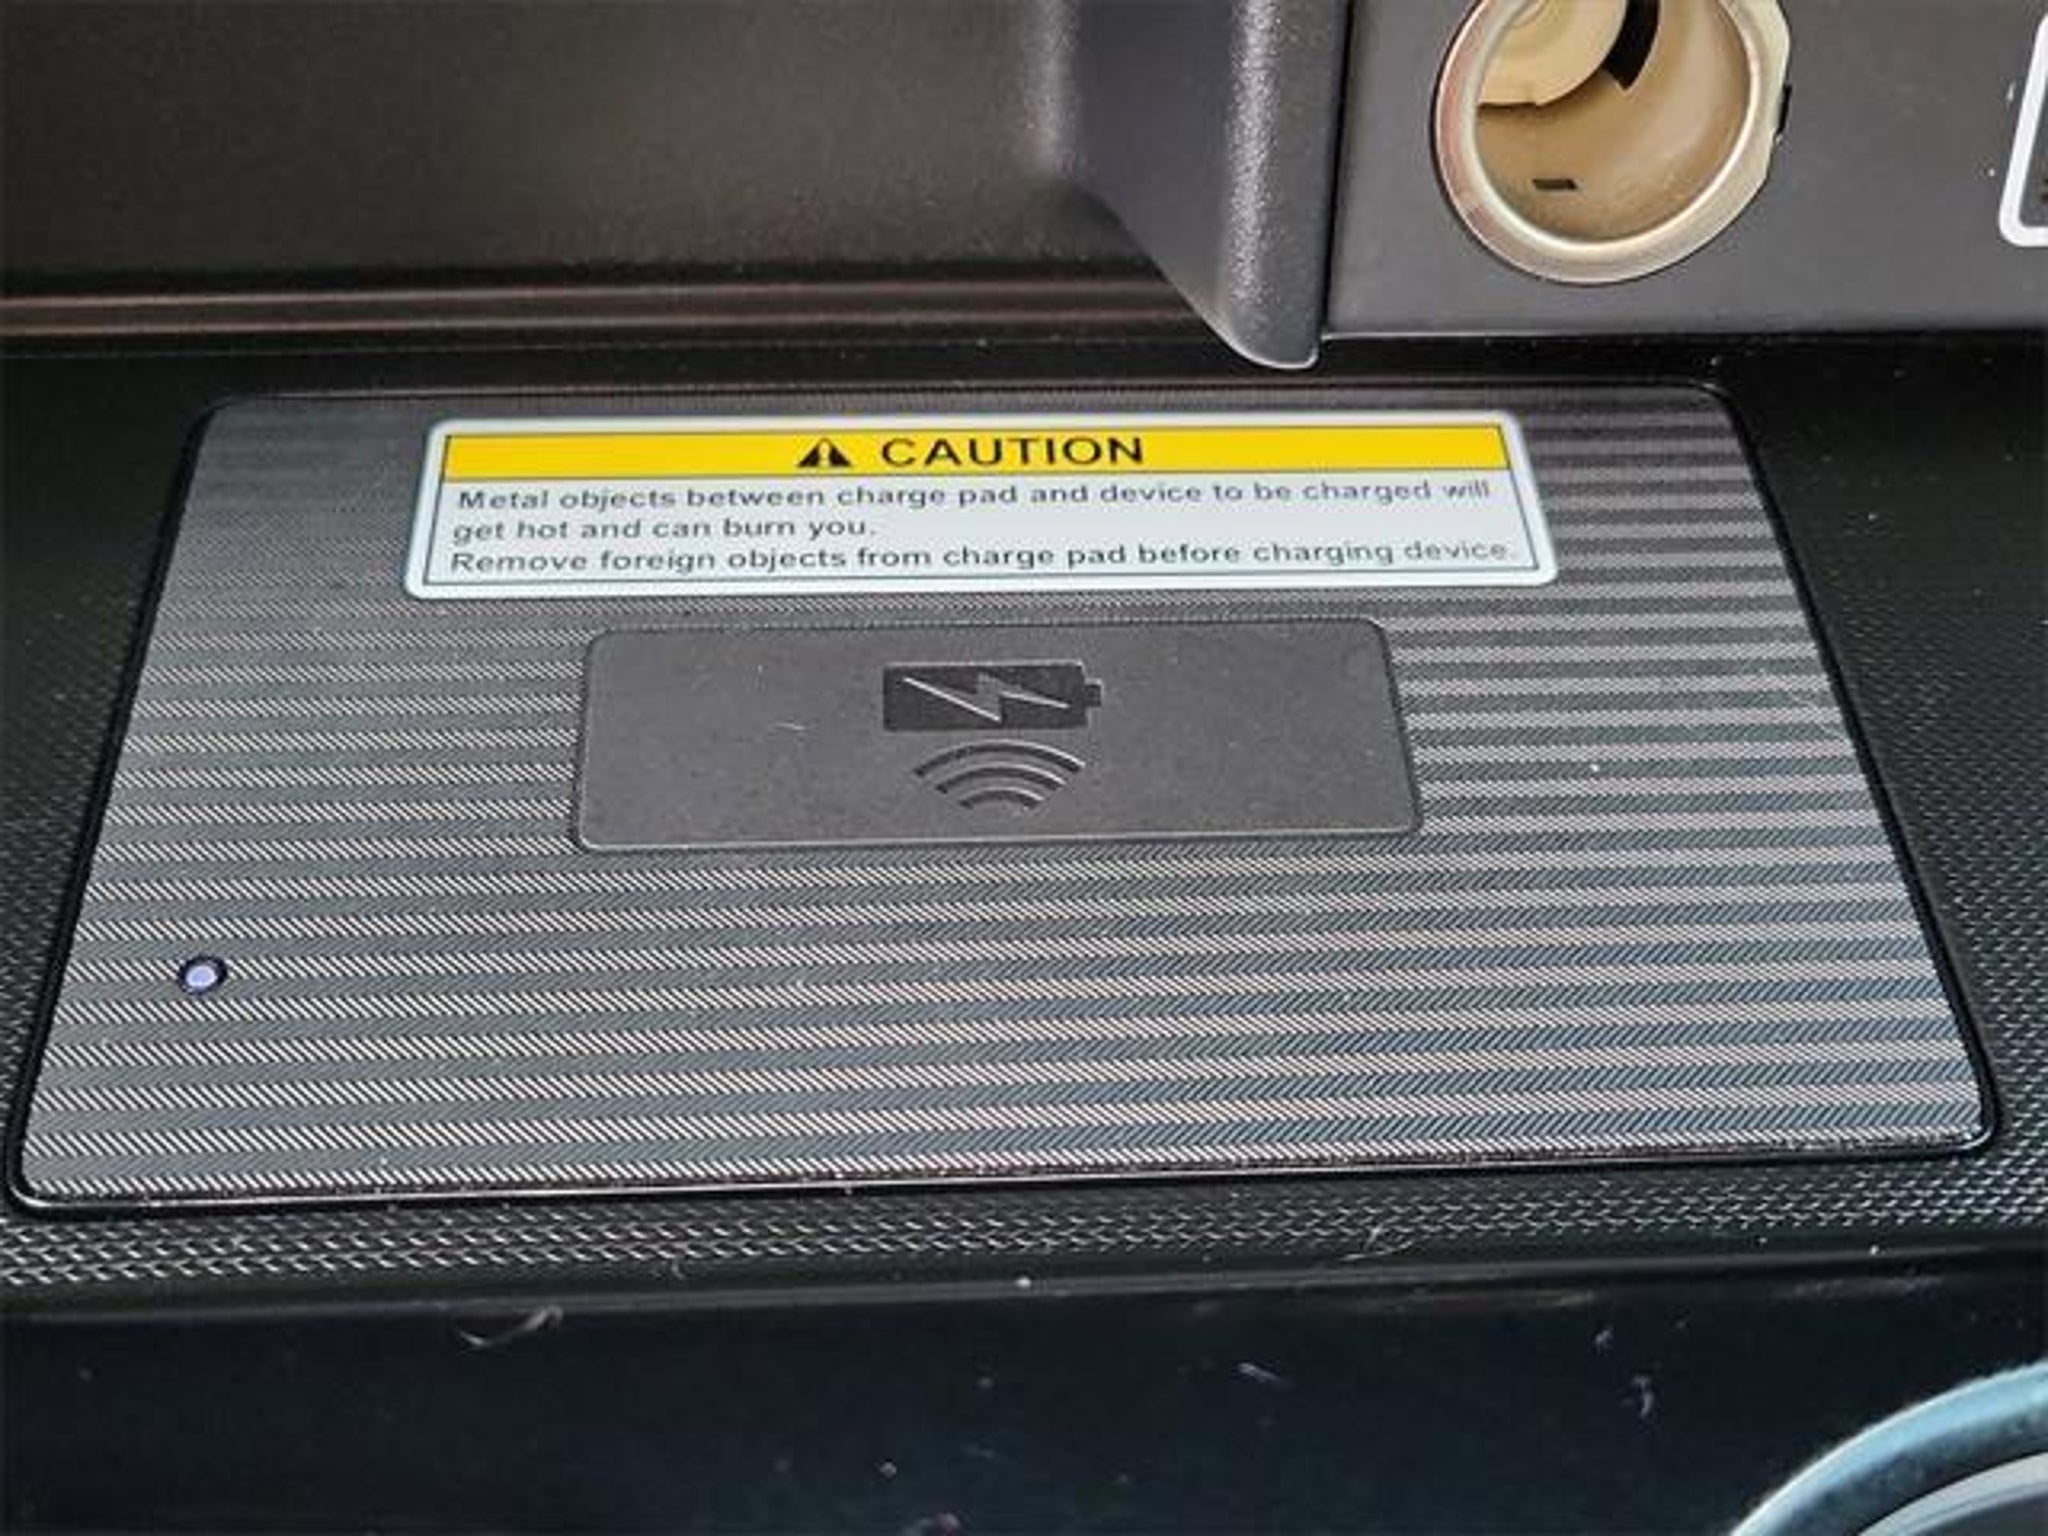 CAUTION
Metal objects between charge pad and device to be charged will
get hot and can burn you.
Remove foreign objects from charge pad before charging device.